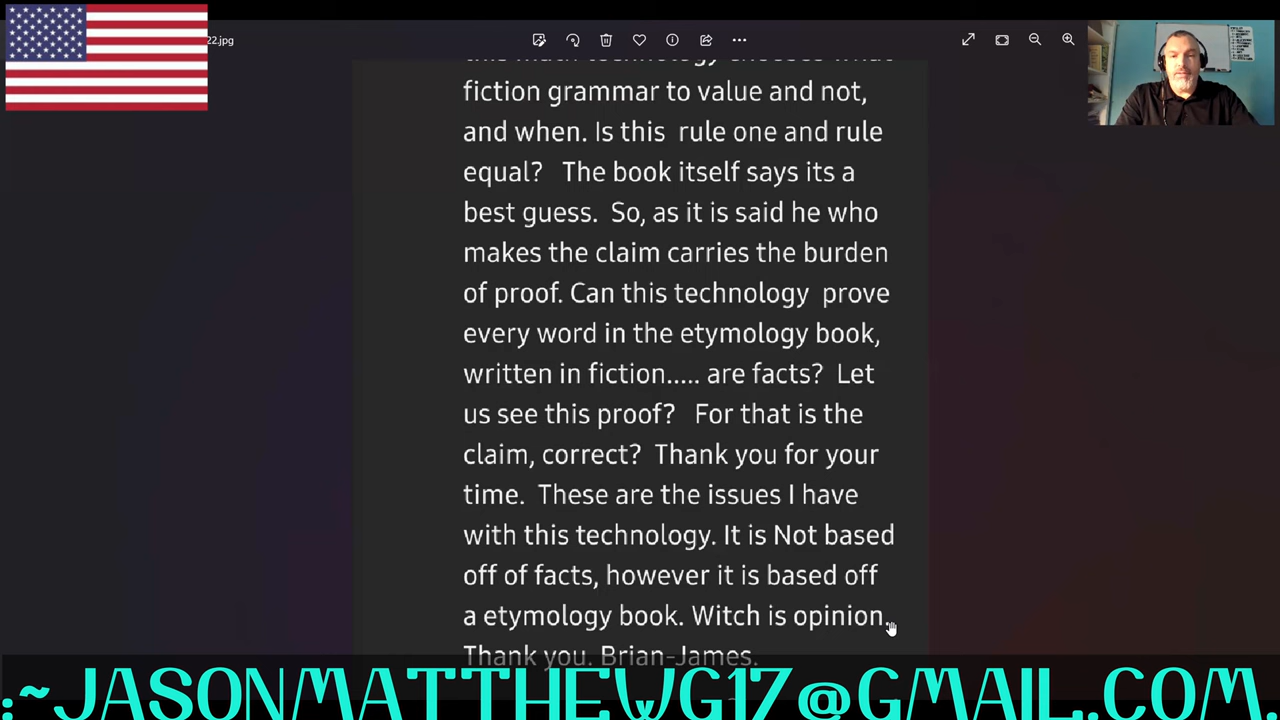 22.jpg
fiction grammar to value and not,
and when. Is this rule one and rule
equal? The book itself says its a
best guess. So, as it is said he who
makes the claim carries the burden
of proof. Can this technology prove
every word in the etymology book,
written in fiction..... are facts? Let
us see this proof? For that is the
claim, correct? Thank you for your
time. These are the issues I have
with this technology. It is Not based
off of facts, however it is based off
a etymology book. Witch is opinion.
Thank you. Brian-James.
:~JASONMATTHEWG17@GMAIL.COM.